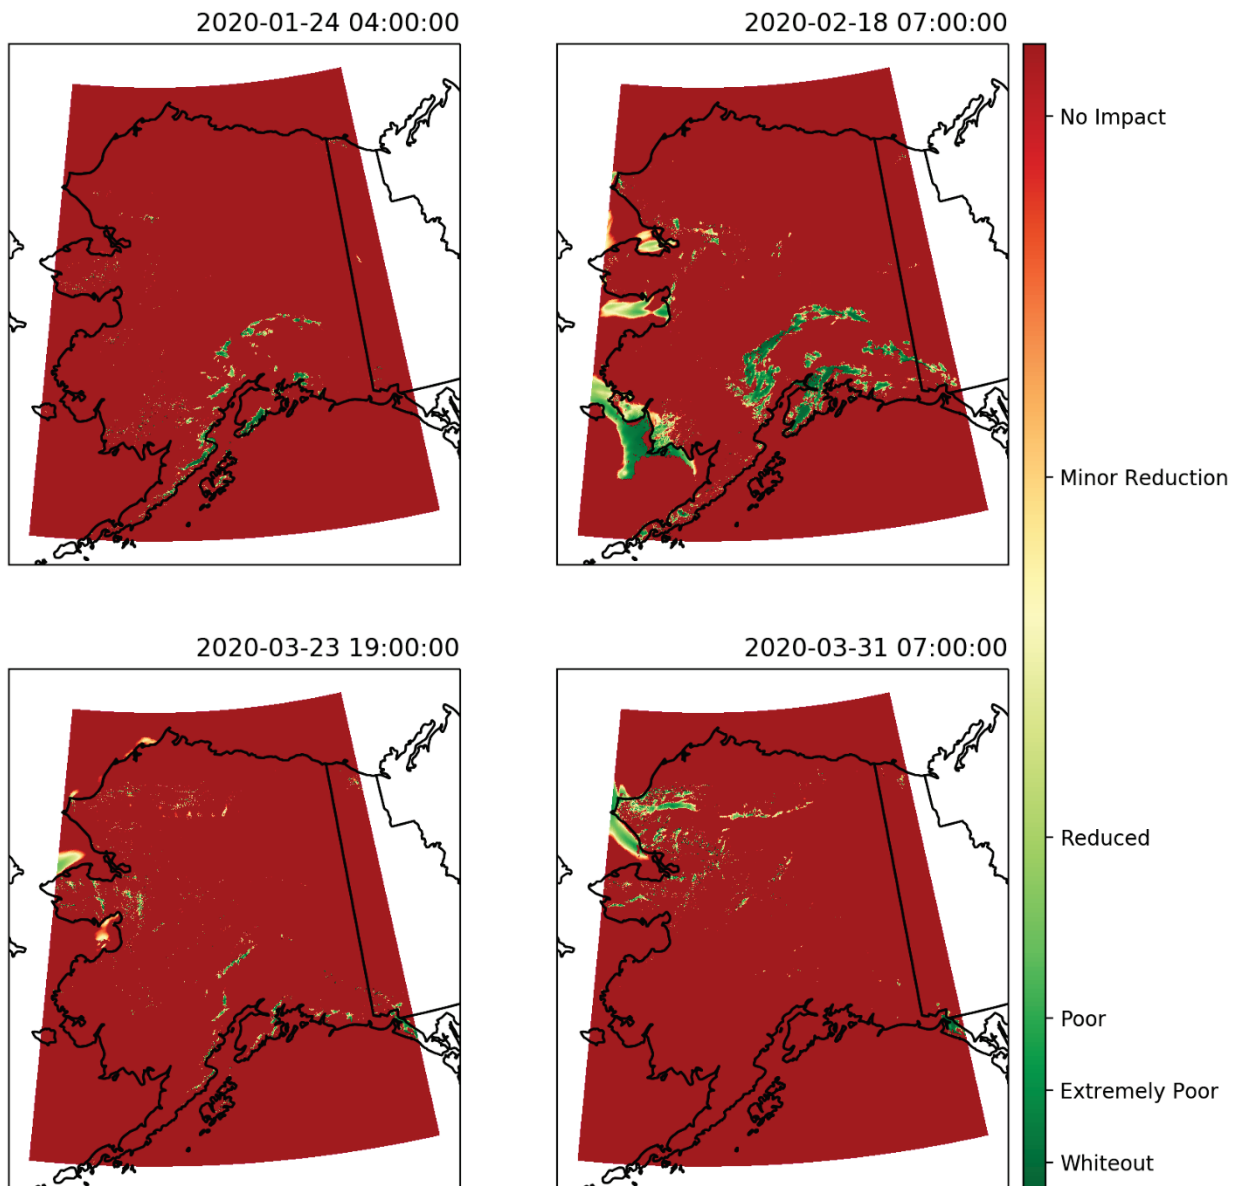 2020-01-24 04:00:00
2020-02-18 07:00:00
No Impact
Minor Reduction
Reduced
Poor
Extremely Poor
Whiteout
2020-03-23 19:00:00
2020-03-31 07:00:00